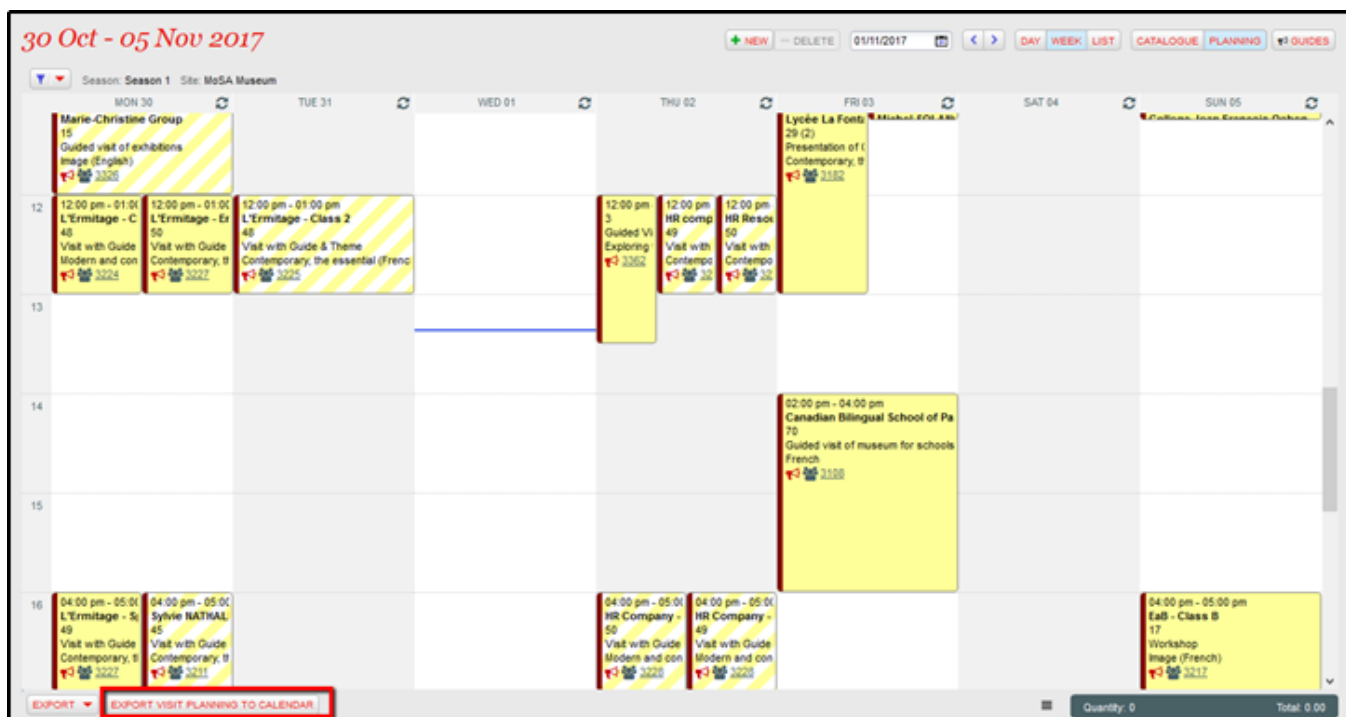 30 Oct - 05 Nov 2017
NEW
DELETE
01/11/2017
DAY WEEK LIST
CATALOGUE PLANNING
GUIDES
Season: Season 1 Site: MoSA Museum
MON 30
TUE 31
WED 01
THU 02
FRI 03
SAT 04
SUN 05
Marie-Christine Group
15
Guided visit of exhibitions
Image (English)
3326
Lycée La Font
29 (2)
Presentation of
Contemporary, t
3182
12
12:00 pm - 01:0
L'Ermitage - C
48
Visit with Guide
Modern and con
3224
12:00 pm - 01:0
L'Ermitage - E
50
Visit with Guide
Contemporary, t
3227
12:00 pm - 01:00 pm
L'Ermitage - Class 2
48
Visit with Guide & Theme
Contemporary, the essential (Frenc
3225
12:00 pm
3
Guided Vi
Exploring
3362
12:00 pm
HR comp
49
Visit with
Contempo
32
12:00 pm
HR Resou
50
Visit with
Contempo
32
13
14
02:00 pm - 04:00 pm
Canadian Bilingual School of Pa
70
Guided visit of museum for schools
French
3108
15
16
04:00 pm - 05:0
L'Ermitage - S
49
Visit with Guide
Contemporary, t
3227
04:00 pm - 05:0
Sylvie NATHAL
45
Visit with Guide
Contemporary, t
3211
04:00 pm - 05:0
HR Company -
50
Visit with Guide
Modern and con
3228
04:00 pm - 05:0
HR Company -
49
Visit with Guide
Modern and con
3228
04:00 pm - 05:00 pm
EaB - Class B
17
Workshop
Image (French)
3217
EXPORT
EXPORT VISIT PLANNING TO CALENDAR
Quantity: 0
Total: 0.00